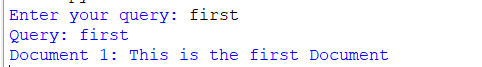 Enter your query: first
Query: first
Document 1: This is the first Document